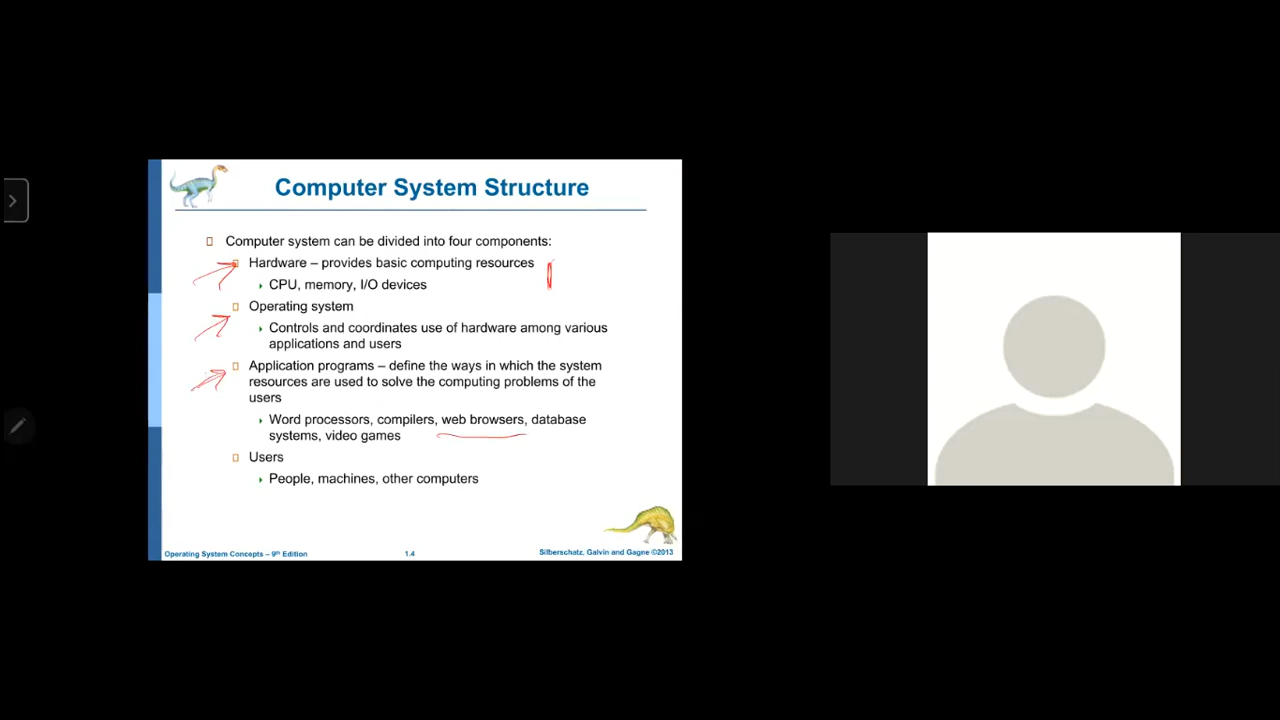 Computer System Structure
Computer system can be divided into four components:
Hardware – provides basic computing resources
CPU, memory, I/O devices
Operating system
Controls and coordinates use of hardware among various
applications and users
Application programs – define the ways in which the system
resources are used to solve the computing problems of the
users
Word processors, compilers, web browsers, database
systems, video games
Users
People, machines, other computers
Operating System Concepts – 9th Edition
1.4
Silberschatz, Galvin and Gagne ©2013